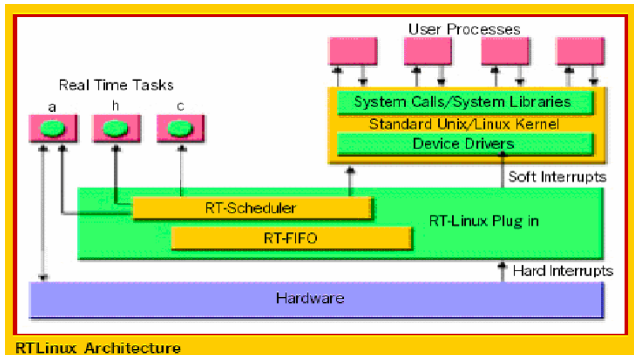 User Processes
Real Time Tasks
a h c
System Calls/System Libraries
Standard Unix/Linux Kernel
Device Drivers
Soft Interrupts
RT-Scheduler
RT-Linux Plug in
RT-FIFO
Hard Interrupts
Hardware
RTLinux Architecture